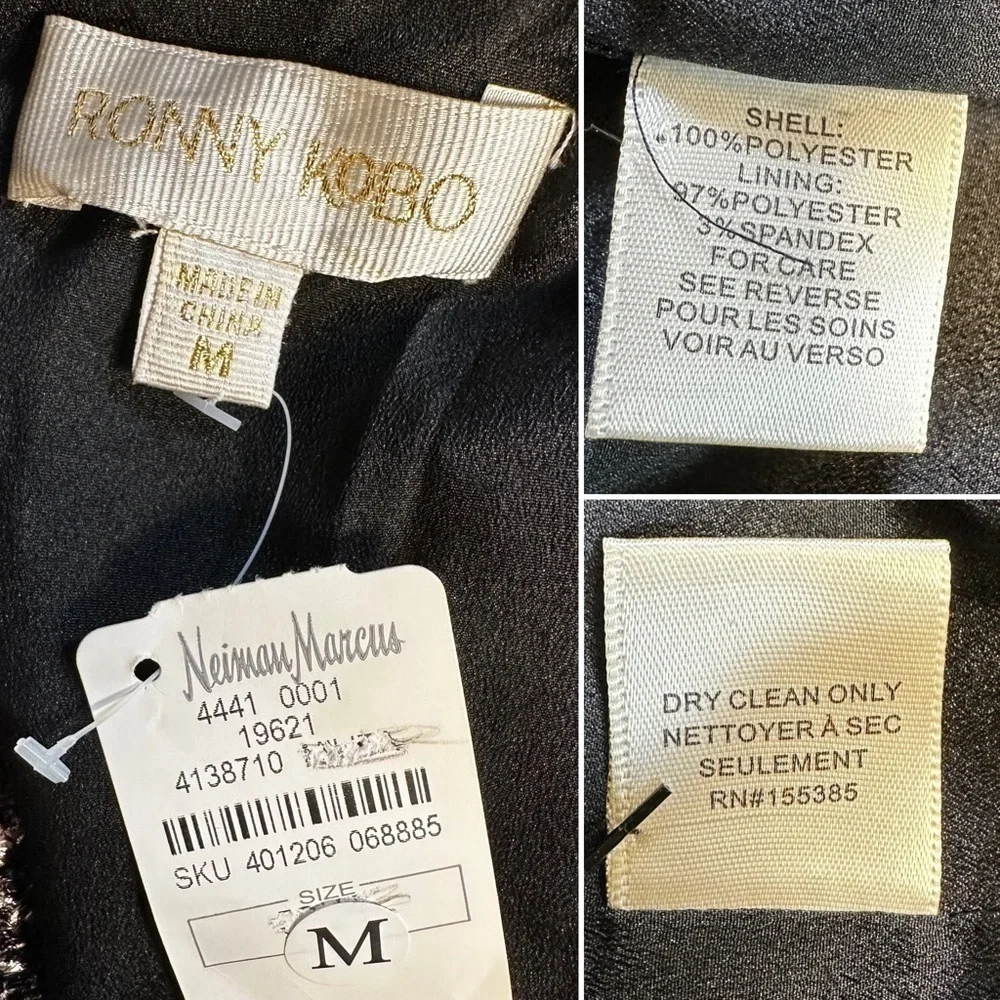 RONNY KOBO
MADE IN
CHINA
M
Neiman Marcus
4441 0001
19621
4138710
SKU 401206 068885
SIZE
M
SHELL:
100%POLYESTER
LINING:
97%POLYESTER
3%SPANDEX
FOR CARE
SEE REVERSE
POUR LES SOINS
VOIR AU VERSO
DRY CLEAN ONLY
NETTOYER À SEC
SEULEMENT
RN#155385